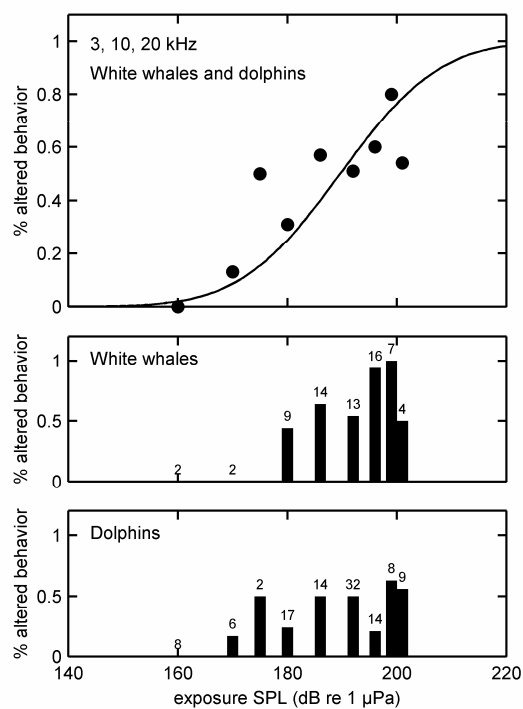 1
3, 10, 20 kHz
White whales and dolphins
0.8
0.6
0.4
0.2
0
% altered behavior
White whales
1
0.5
0
% altered behavior
2 2 9 14 13 16 7 4
Dolphins
1
0.5
0
% altered behavior
8 6 2 17 14 32 14 8 9
140 160 180 200 220
exposure SPL (dB re 1 µPa)